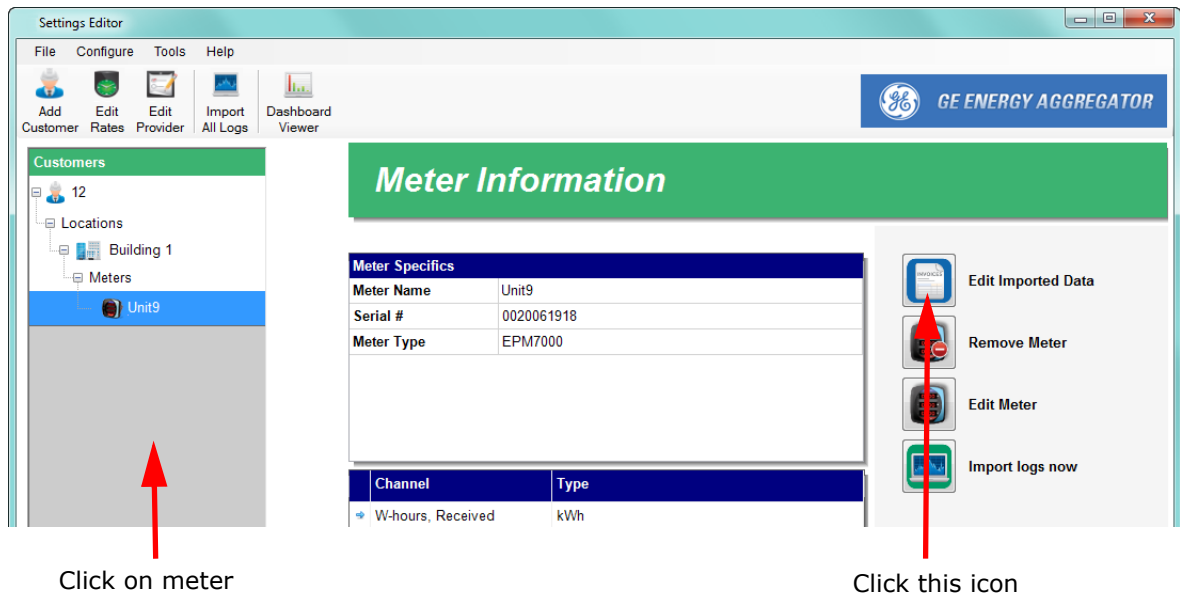 Settings Editor
File Configure Tools Help
Add Customer
Edit Rates
Edit Provider
Import All Logs
Dashboard Viewer
GE ENERGY AGGREGATOR
Customers
12
Locations
Building 1
Meters
Unit9
Meter Information
Meter Specifics
Meter Name Unit9
Serial # 0020061918
Meter Type EPM7000
Channel Type
W-hours, Received kWh
INVOICES
Edit Imported Data
Remove Meter
Edit Meter
Import logs now
Click on meter
Click this icon